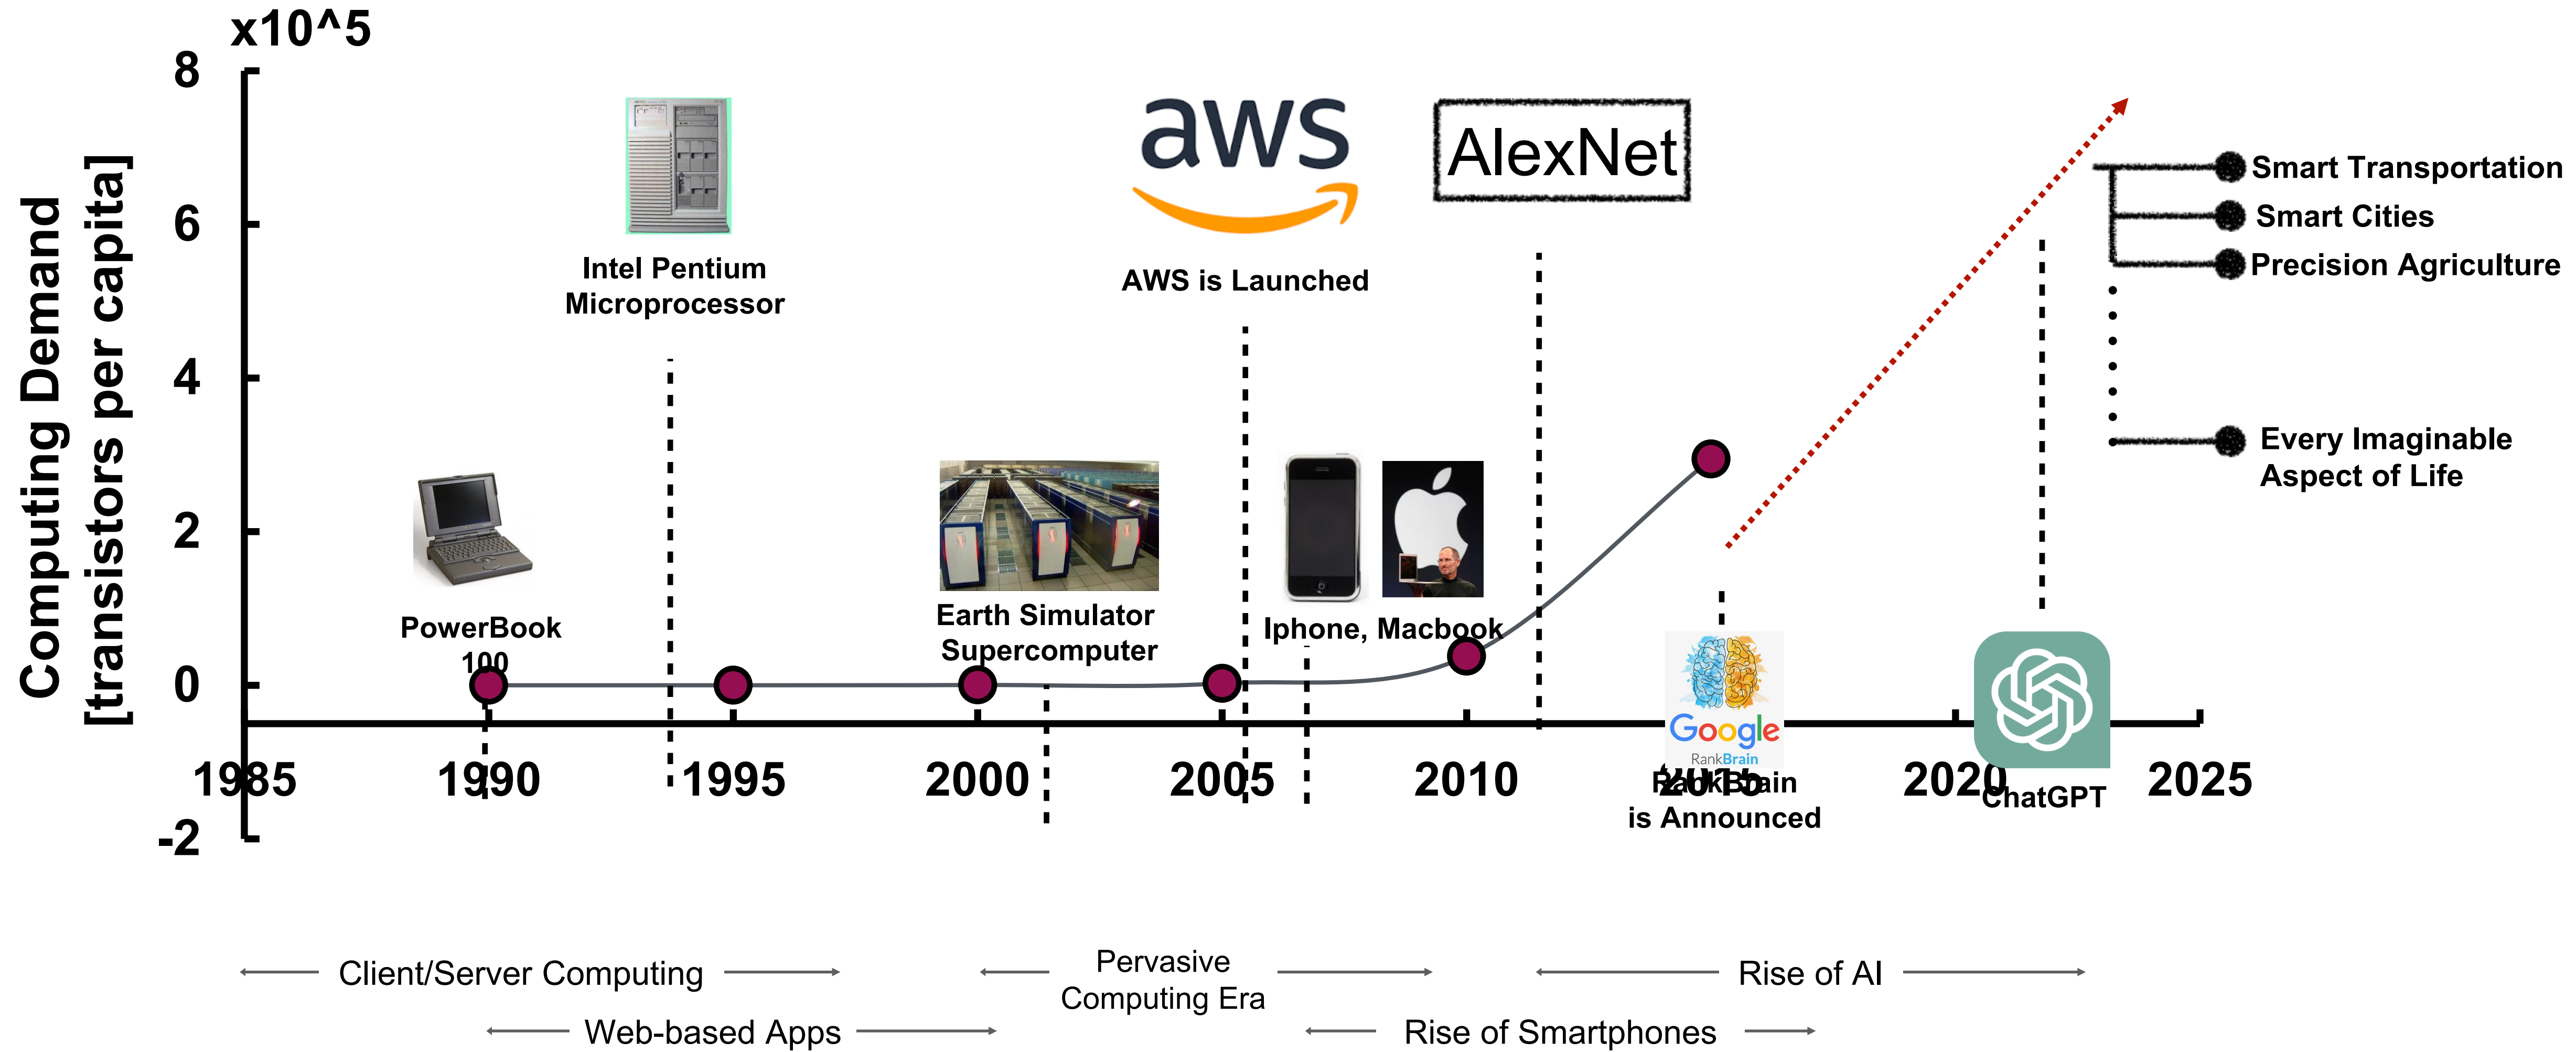 x10^5
8
6
4
2
0
-2
Computing Demand
[transistors per capita]
1985
1990
1995
2000
2005
2010
2015
2020
2025
PowerBook
100
Intel Pentium
Microprocessor
Earth Simulator
Supercomputer
aws
AWS is Launched
Iphone, Macbook
AlexNet
Google
RankBrain
RankBrain
is Announced
ChatGPT
Smart Transportation
Smart Cities
Precision Agriculture
Every Imaginable
Aspect of Life
Client/Server Computing
Web-based Apps
Pervasive
Computing Era
Rise of Smartphones
Rise of AI